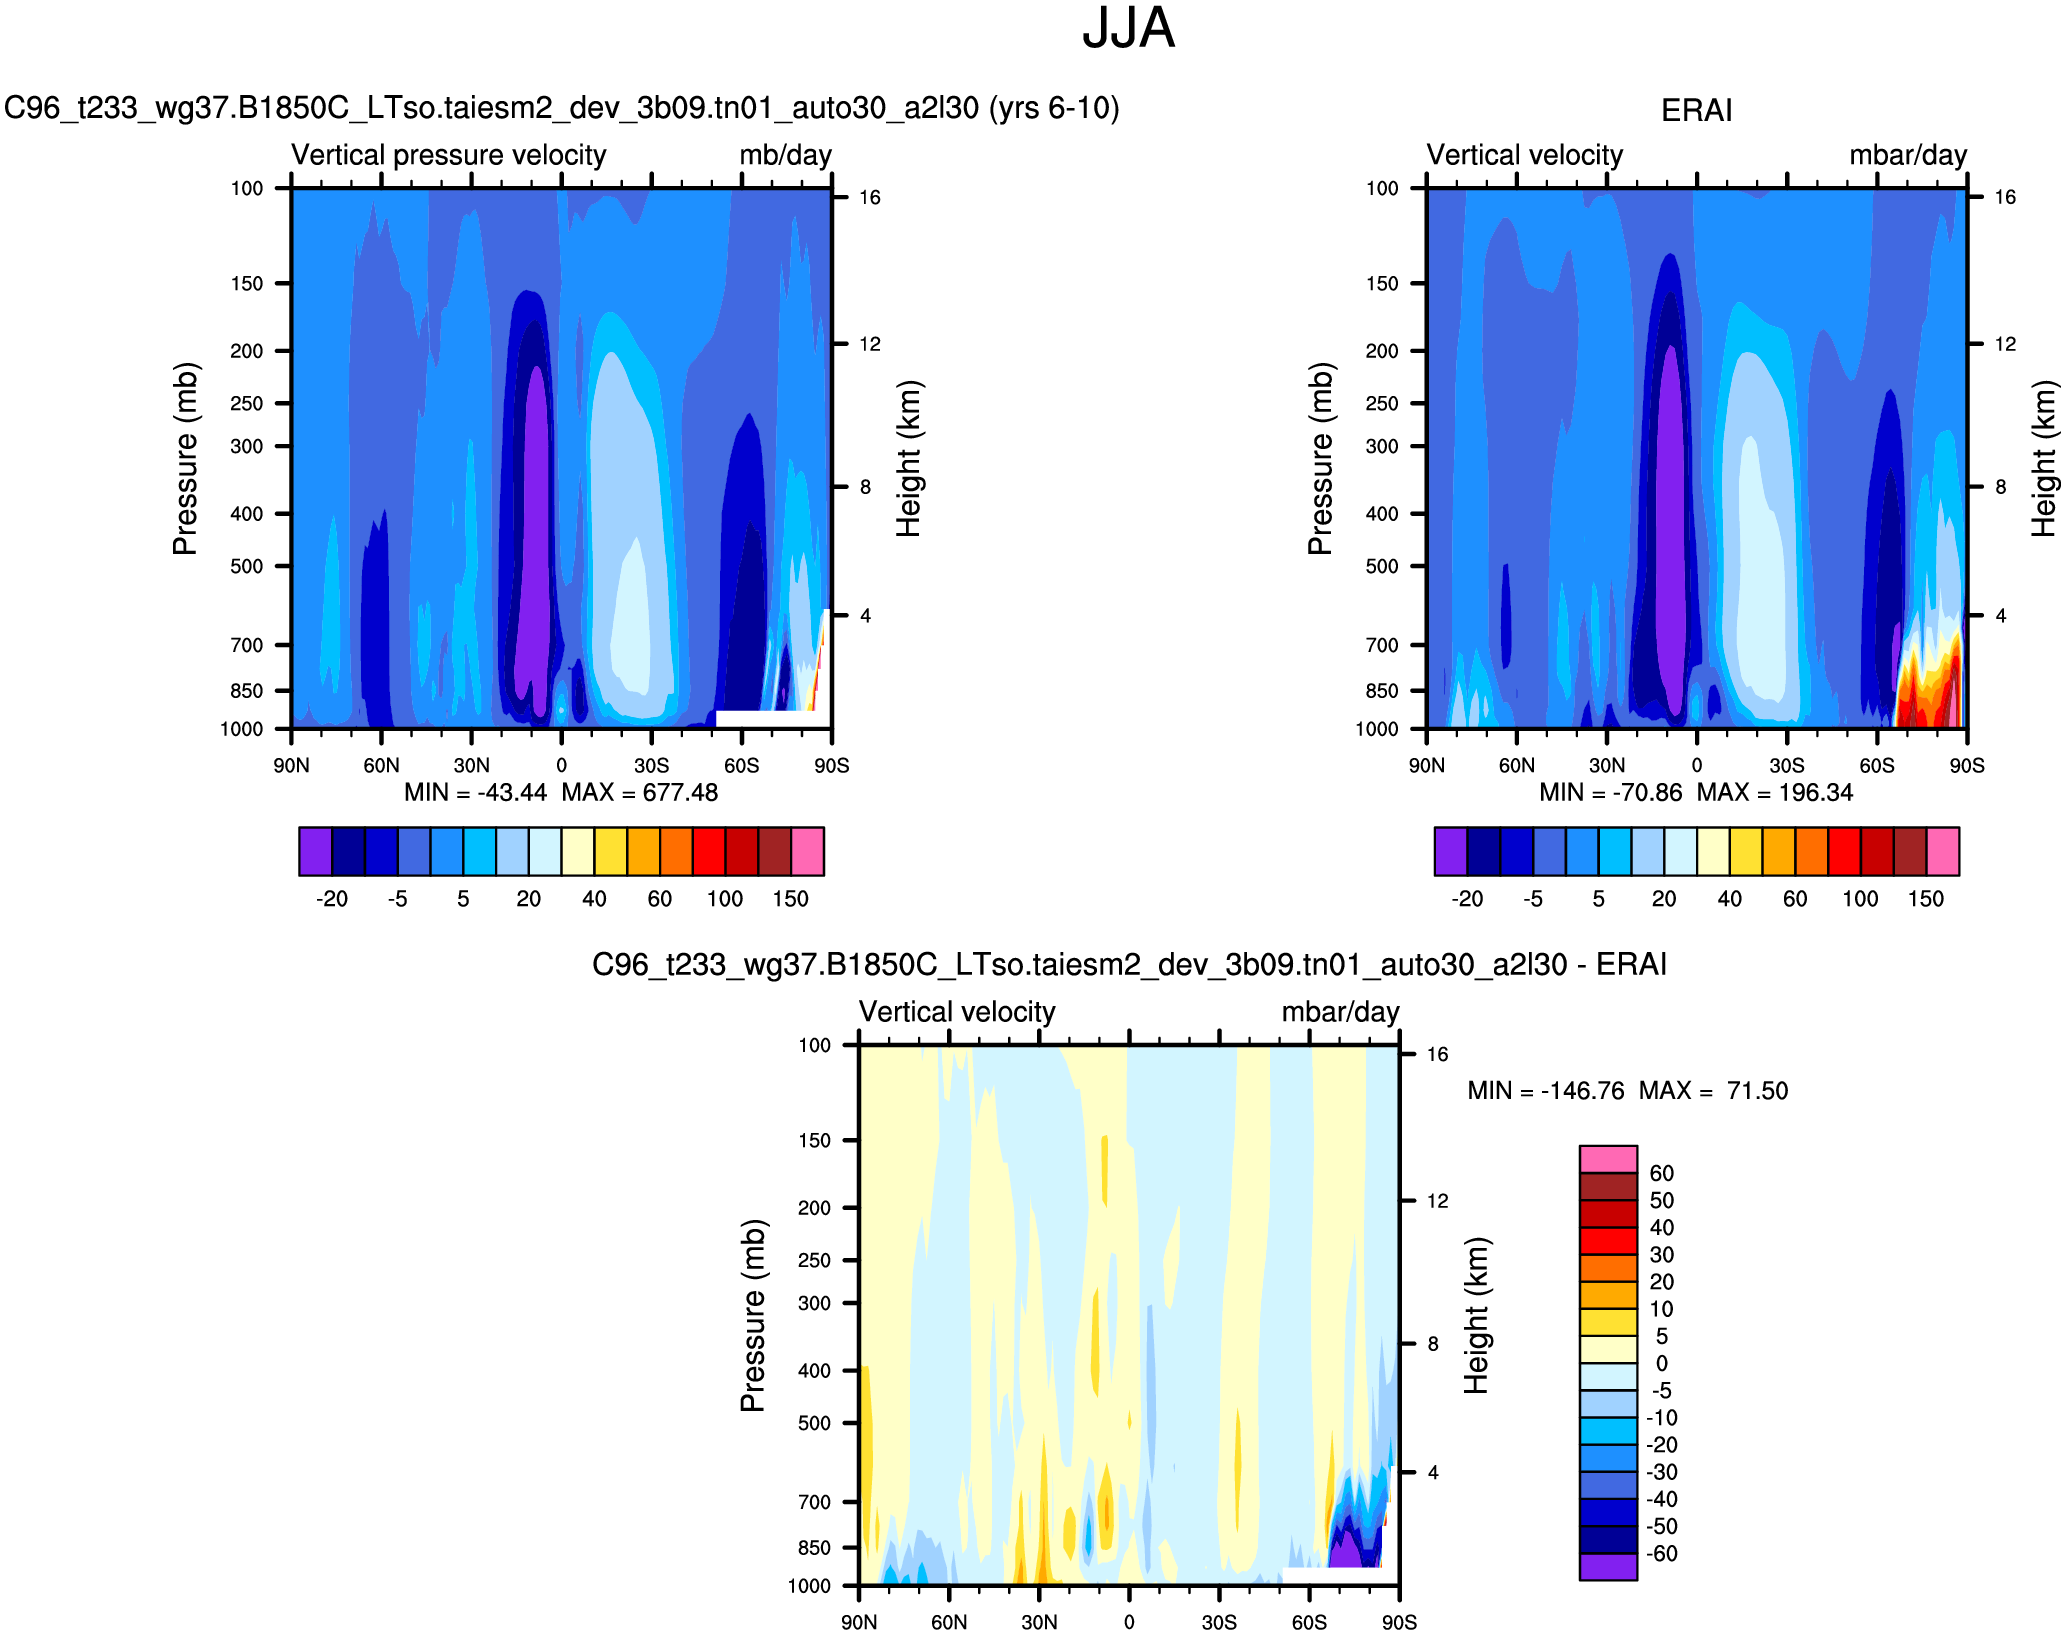 JJA
C96_t233_wg37.B1850C_LTso.taiesm2_dev_3b09.tn01_auto30_a2l30 (yrs 6-10)
Vertical pressure velocity mb/day
Pressure (mb)
100
150
200
250
300
400
500
700
850
1000
16
12
8
4
Height (km)
90N 60N 30N 0 30S 60S 90S
MIN = -43.44 MAX = 677.48
-20 -5 5 20 40 60 100 150
ERAI
Vertical velocity mbar/day
Pressure (mb)
100
150
200
250
300
400
500
700
850
1000
16
12
8
4
Height (km)
90N 60N 30N 0 30S 60S 90S
MIN = -70.86 MAX = 196.34
-20 -5 5 20 40 60 100 150
C96_t233_wg37.B1850C_LTso.taiesm2_dev_3b09.tn01_auto30_a2l30 - ERAI
Vertical velocity mbar/day
Pressure (mb)
100
150
200
250
300
400
500
700
850
1000
16
12
8
4
Height (km)
90N 60N 30N 0 30S 60S 90S
MIN = -146.76 MAX = 71.50
60
50
40
30
20
10
5
0
-5
-10
-20
-30
-40
-50
-60